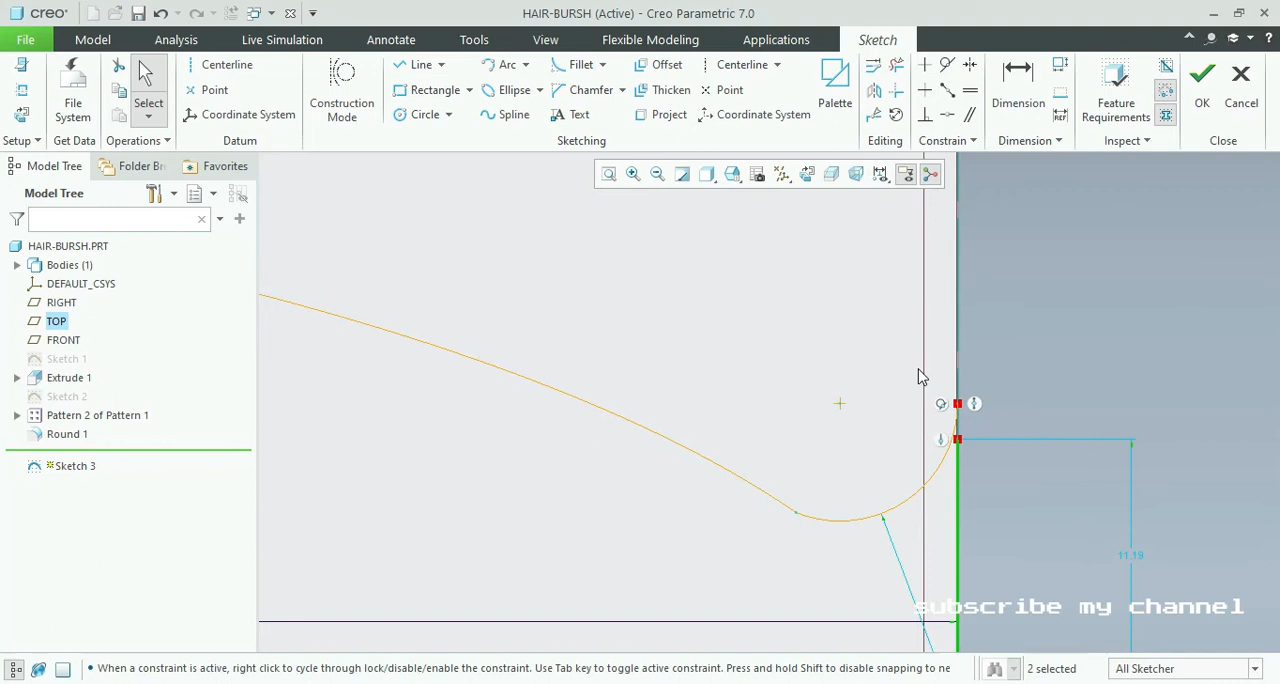 creo®
HAIR-BURSH (Active) - Creo Parametric 7.0
File Model Analysis Live Simulation Annotate Tools View Flexible Modeling Applications Sketch
Centerline
Point
Coordinate System
File System
Select
Construction Mode
Line Arc Fillet Offset Centerline
Rectangle Ellipse Chamfer Thicken Point
Circle Spline Text Project Coordinate System
Palette
Dimension
Feature Requirements
OK Cancel
Setup Get Data Operations Datum Sketching Editing Constrain Dimension Inspect Close
Model Tree Folder Br Favorites
Model Tree
HAIR-BURSH.PRT
Bodies (1)
DEFAULT_CSYS
RIGHT
TOP
FRONT
Sketch 1
Extrude 1
Sketch 2
Pattern 2 of Pattern 1
Round 1
Sketch 3
11.19
subscribe my channel
• When a constraint is active, right click to cycle through lock/disable/enable the constraint. Use Tab key to toggle active constraint. Press and hold Shift to disable snapping to ne
2 selected
All Sketcher